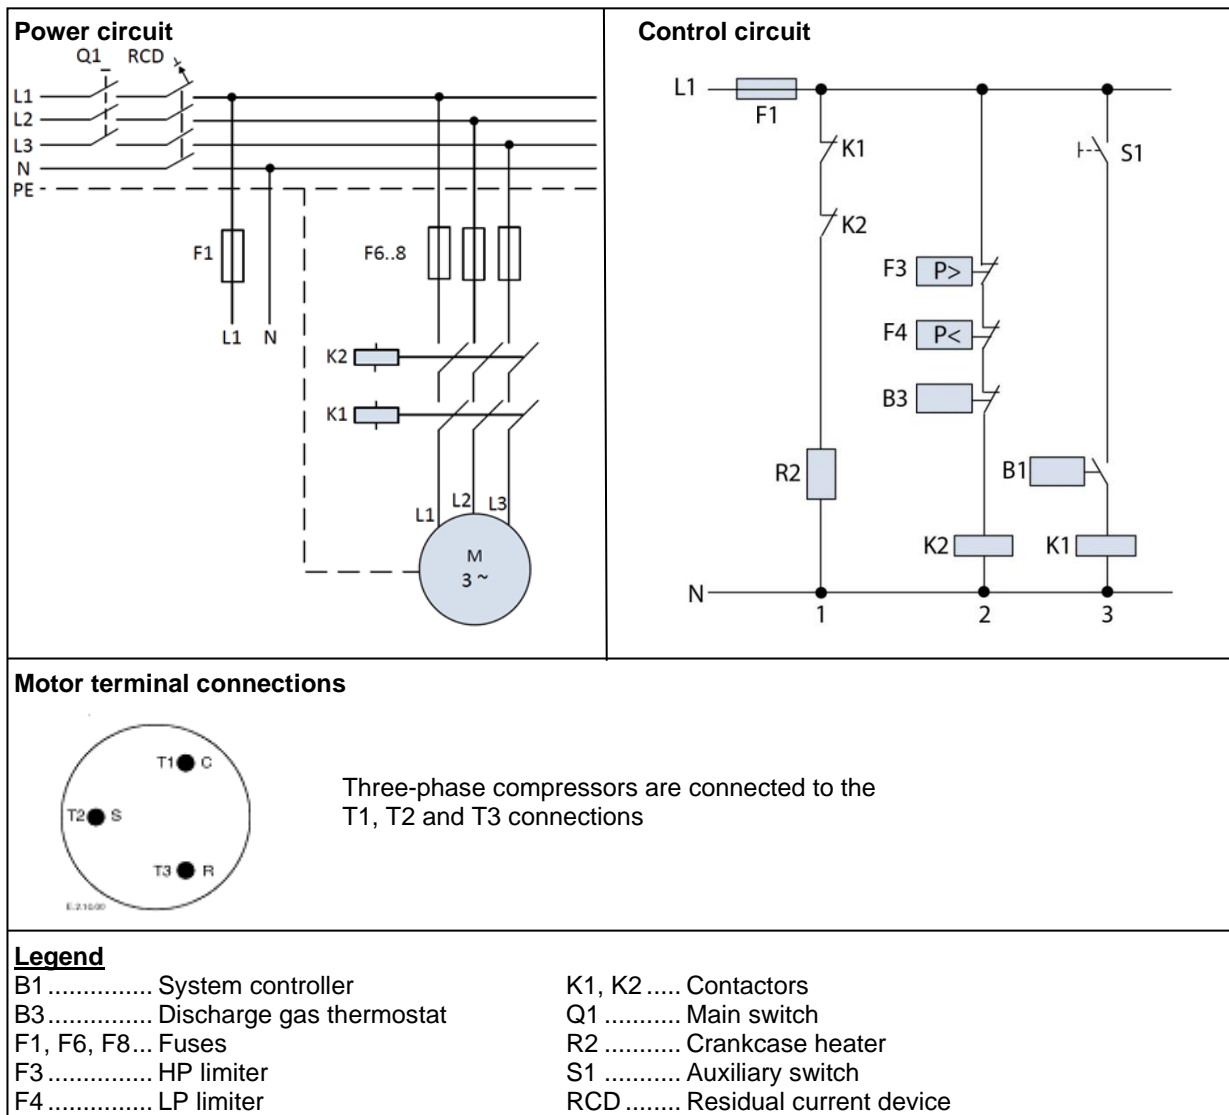 Power circuit
Q1 RCD
L1
L2
L3
N
PE
F1
F6..8
L1 N
K2
K1
L1 L2 L3
M
3 ~
Control circuit
L1
F1
K1
S1
K2
F3 P>
F4 P<
B3
R2
B1
K2 K1
N
1 2 3
Motor terminal connections
T1 C
T2 S
T3 R
Three-phase compressors are connected to the
T1, T2 and T3 connections
Legend
B1 ............... System controller
B3 ............... Discharge gas thermostat
F1, F6, F8... Fuses
F3 ............... HP limiter
F4 ............... LP limiter
K1, K2 ..... Contactors
Q1 ........... Main switch
R2 ........... Crankcase heater
S1 ........... Auxiliary switch
RCD ........ Residual current device